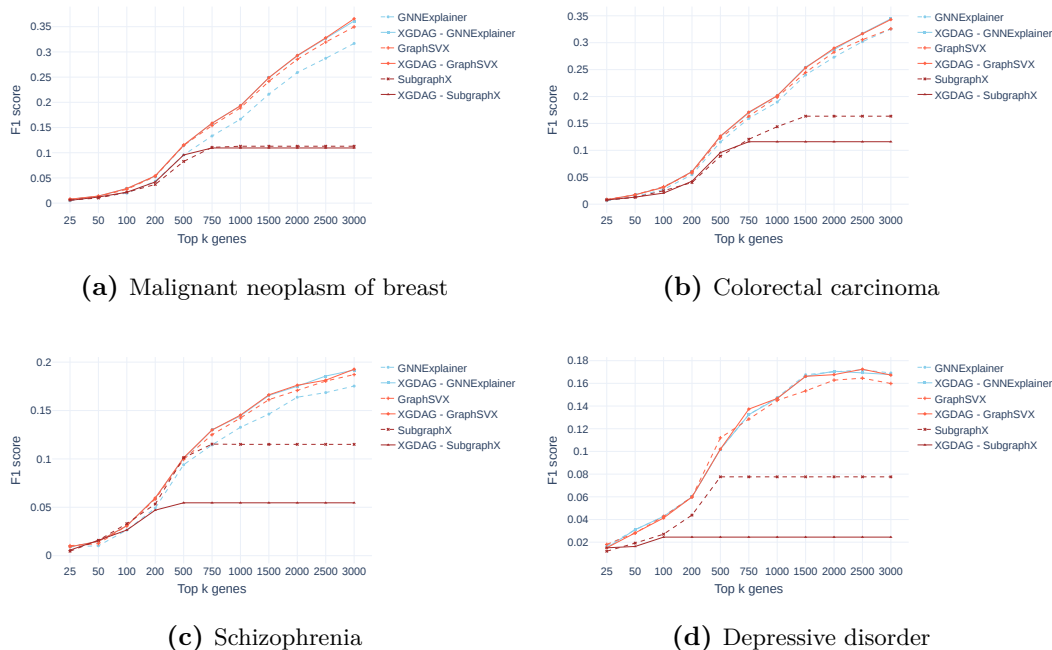 0.35
0.3
0.25
0.2
0.15
0.1
0.05
0
F1 score
25 50 100 200 500 750 1000 1500 2000 2500 3000
Top k genes
GNNExplainer
XGDAG - GNNExplainer
GraphSVX
XGDAG - GraphSVX
SubgraphX
XGDAG - SubgraphX
(a) Malignant neoplasm of breast
0.35
0.3
0.25
0.2
0.15
0.1
0.05
0
F1 score
25 50 100 200 500 750 1000 1500 2000 2500 3000
Top k genes
GNNExplainer
XGDAG - GNNExplainer
GraphSVX
XGDAG - GraphSVX
SubgraphX
XGDAG - SubgraphX
(b) Colorectal carcinoma
0.2
0.15
0.1
0.05
0
F1 score
25 50 100 200 500 750 1000 1500 2000 2500 3000
Top k genes
GNNExplainer
XGDAG - GNNExplainer
GraphSVX
XGDAG - GraphSVX
SubgraphX
XGDAG - SubgraphX
(c) Schizophrenia
0.18
0.16
0.14
0.12
0.1
0.08
0.06
0.04
0.02
F1 score
25 50 100 200 500 750 1000 1500 2000 2500 3000
Top k genes
GNNExplainer
XGDAG - GNNExplainer
GraphSVX
XGDAG - GraphSVX
SubgraphX
XGDAG - SubgraphX
(d) Depressive disorder